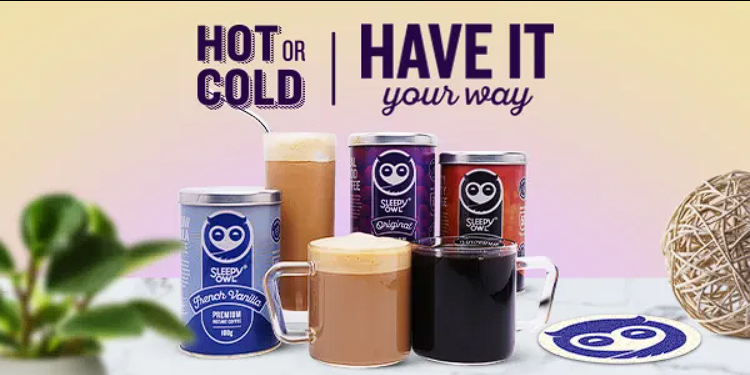 HOT OR
COLD
HAVE IT
your way
SLEEPY
OWL
French Vanilla
PREMIUM
INSTANT COFFEE
100g
SLEEPY
OWL
Original
SLEEPY
OWL